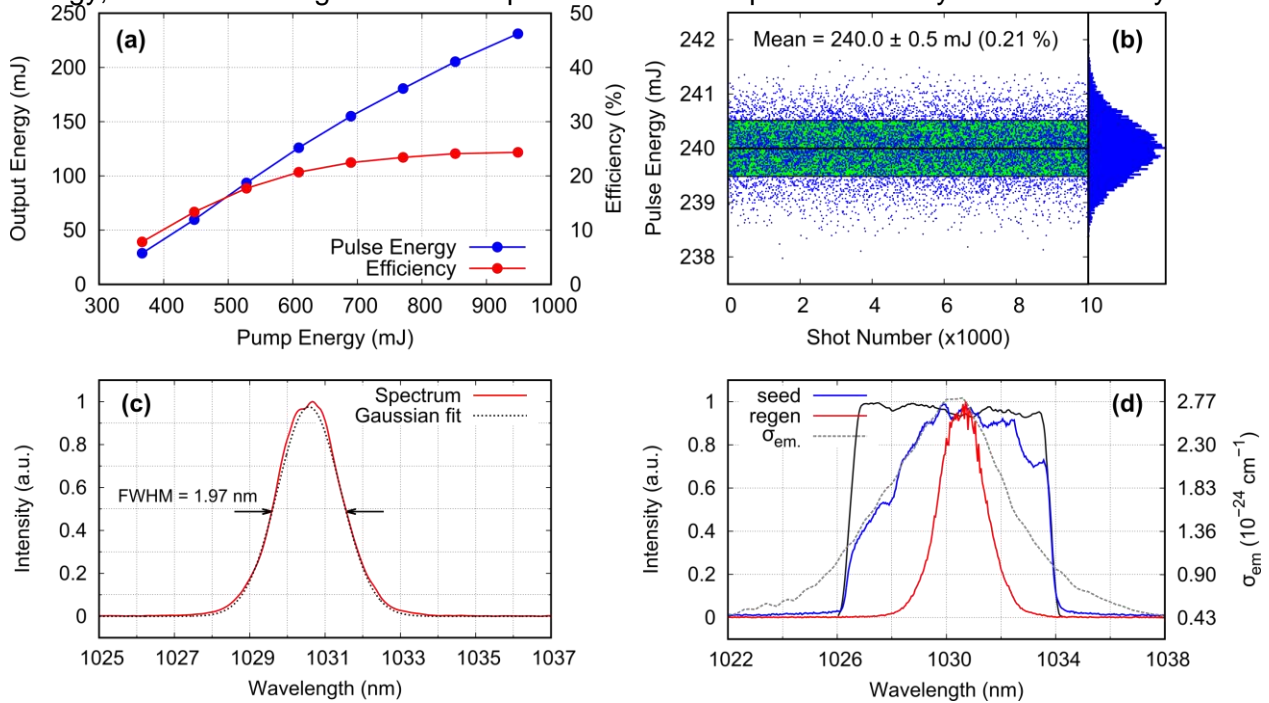 (a)
Output Energy (mJ)
250
200
150
100
50
0
50
40
30
20
10
0
Efficiency (%)
Pulse Energy
Efficiency
300 400 500 600 700 800 900 1000
Pump Energy (mJ)
(b)
Mean = 240.0 ± 0.5 mJ (0.21 %)
Pulse Energy (mJ)
242
241
240
239
238
0 2 4 6 8 10
Shot Number (x1000)
(c)
Spectrum
Gaussian fit
FWHM = 1.97 nm
Intensity (a.u.)
1
0.8
0.6
0.4
0.2
0
1025 1027 1029 1031 1033 1035 1037
Wavelength (nm)
(d)
seed
regen
σem.
Intensity (a.u.)
1
0.8
0.6
0.4
0.2
0
2.77
2.30
1.83
1.36
0.90
0.43
σem (10−24 cm−1)
1022 1026 1030 1034 1038
Wavelength (nm)